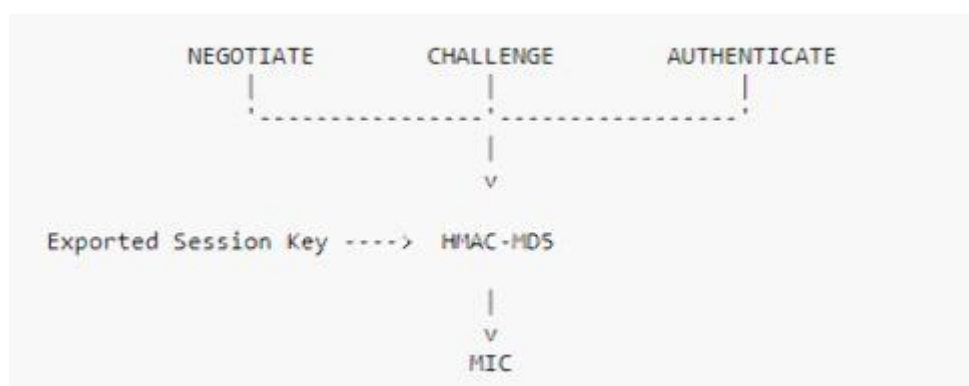 NEGOTIATE CHALLENGE AUTHENTICATE
| | |
'-----------------'-----------------'
|
v
Exported Session Key ----> HMAC-MD5
|
v
MIC